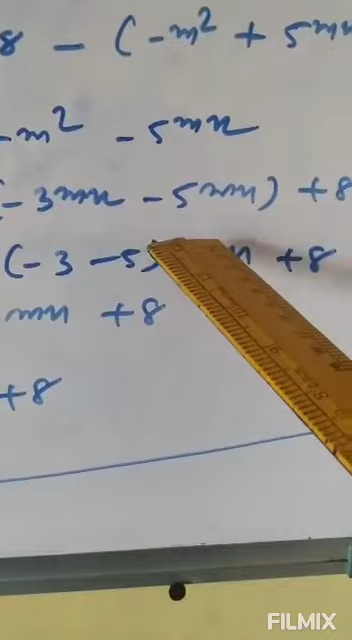 8 - (-m² + 5mn
-m² - 5mn
(-3mn - 5mn) + 8
(-3 -5) n + 8
mn + 8
+ 8
FILMIX